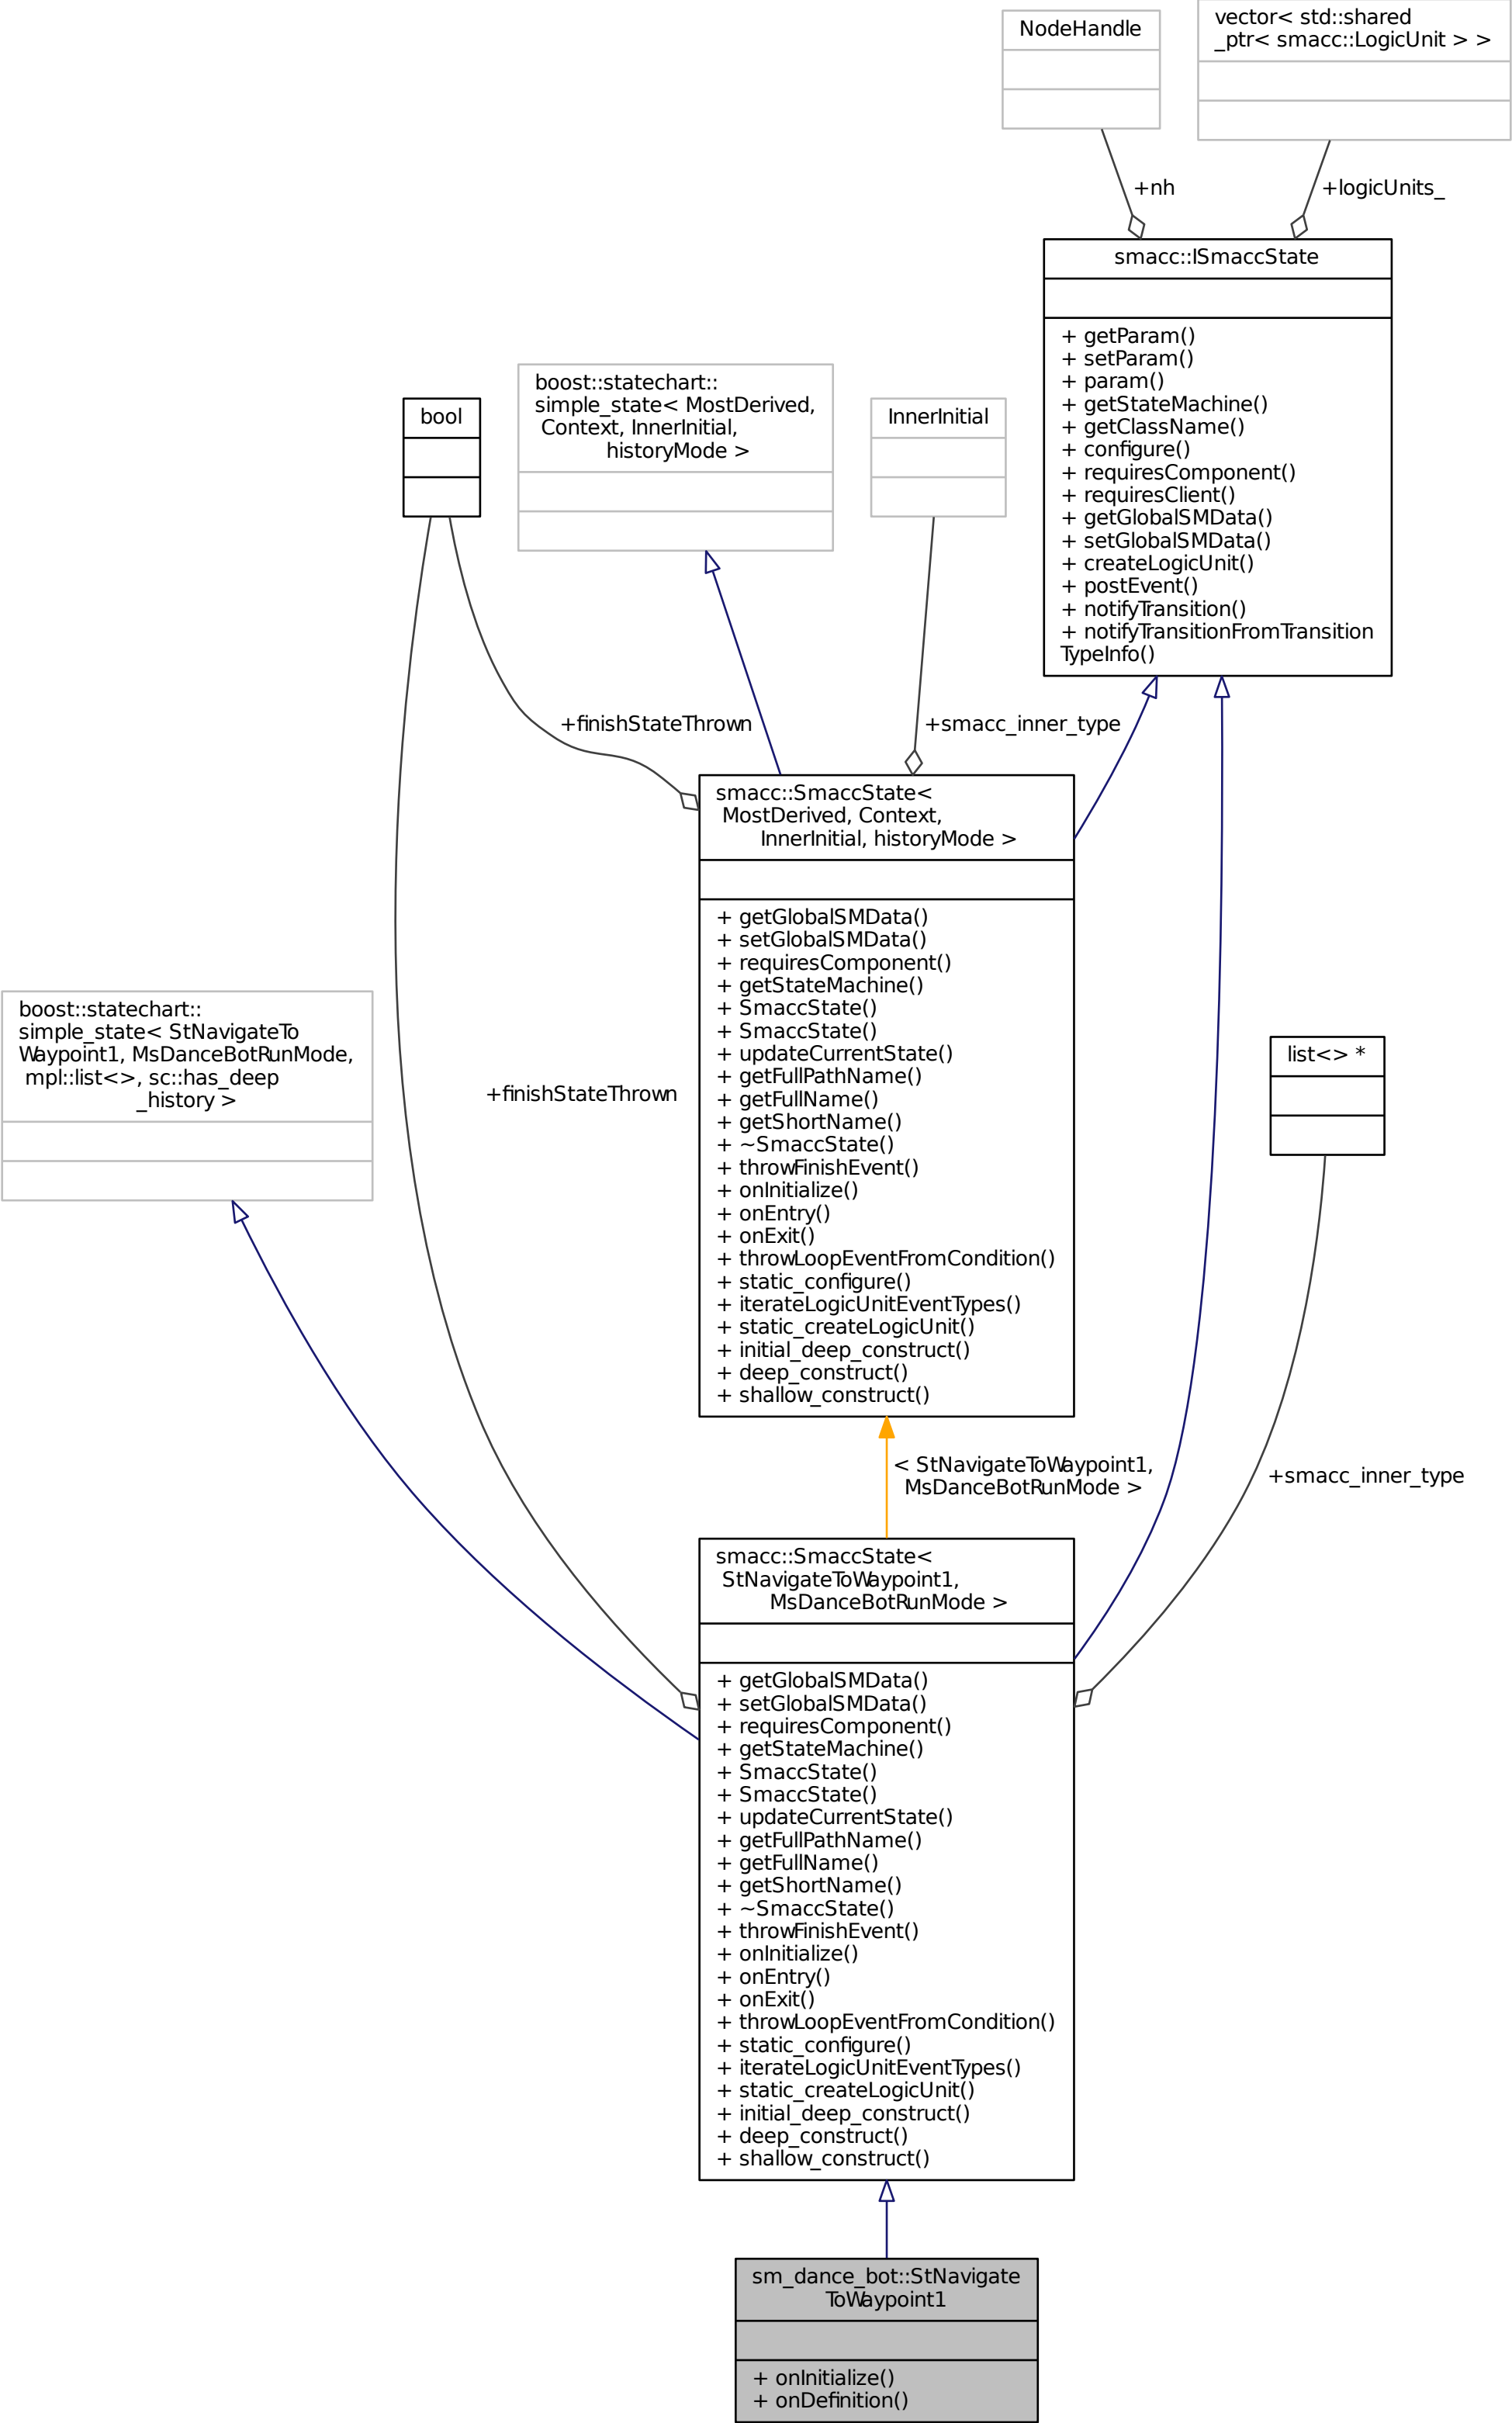 NodeHandle
vector< std::shared
_ptr< smacc::LogicUnit > >
+nh
+logicUnits_
smacc::ISmaccState
+ getParam()
+ setParam()
+ param()
+ getStateMachine()
+ getClassName()
+ configure()
+ requiresComponent()
+ requiresClient()
+ getGlobalSMData()
+ setGlobalSMData()
+ createLogicUnit()
+ postEvent()
+ notifyTransition()
+ notifyTransitionFromTransition
TypeInfo()
bool
boost::statechart::
simple_state< MostDerived,
Context, InnerInitial,
historyMode >
InnerInitial
+finishStateThrown
+smacc_inner_type
smacc::SmaccState<
MostDerived, Context,
InnerInitial, historyMode >
+ getGlobalSMData()
+ setGlobalSMData()
+ requiresComponent()
+ getStateMachine()
+ SmaccState()
+ SmaccState()
+ updateCurrentState()
+ getFullPathName()
+ getFullName()
+ getShortName()
+ ~SmaccState()
+ throwFinishEvent()
+ onInitialize()
+ onEntry()
+ onExit()
+ throwLoopEventFromCondition()
+ static_configure()
+ iterateLogicUnitEventTypes()
+ static_createLogicUnit()
+ initial_deep_construct()
+ deep_construct()
+ shallow_construct()
boost::statechart::
simple_state< StNavigateTo
Waypoint1, MsDanceBotRunMode,
mpl::list<>, sc::has_deep
_history >
+finishStateThrown
list<> *
< StNavigateToWaypoint1,
MsDanceBotRunMode >
+smacc_inner_type
smacc::SmaccState<
StNavigateToWaypoint1,
MsDanceBotRunMode >
+ getGlobalSMData()
+ setGlobalSMData()
+ requiresComponent()
+ getStateMachine()
+ SmaccState()
+ SmaccState()
+ updateCurrentState()
+ getFullPathName()
+ getFullName()
+ getShortName()
+ ~SmaccState()
+ throwFinishEvent()
+ onInitialize()
+ onEntry()
+ onExit()
+ throwLoopEventFromCondition()
+ static_configure()
+ iterateLogicUnitEventTypes()
+ static_createLogicUnit()
+ initial_deep_construct()
+ deep_construct()
+ shallow_construct()
sm_dance_bot::StNavigate
ToWaypoint1
+ onInitialize()
+ onDefinition()